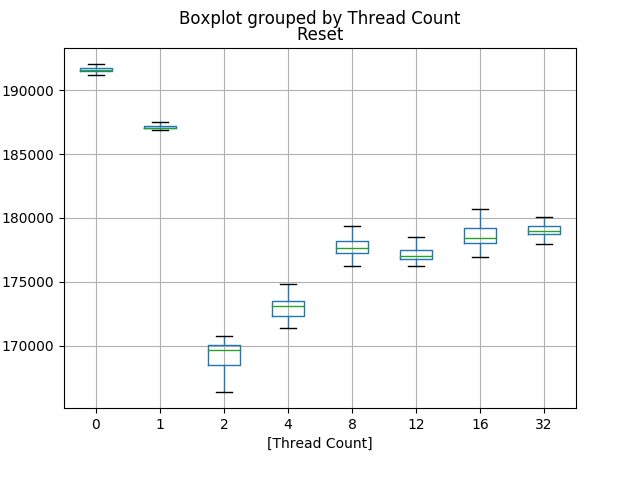 Boxplot grouped by Thread Count
Reset
190000
185000
180000
175000
170000
0 1 2 4 8 12 16 32
[Thread Count]